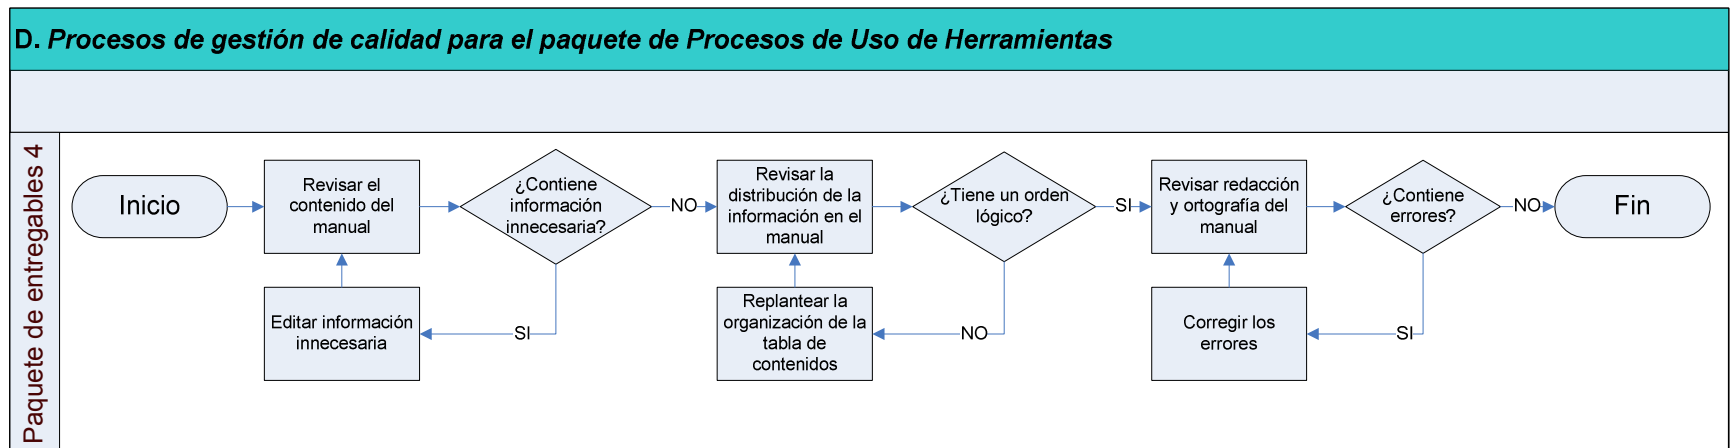 D. Procesos de gestión de calidad para el paquete de Procesos de Uso de Herramientas
Paquete de entregables 4
Inicio
Revisar el
contenido del
manual
¿Contiene
información
innecesaria?
NO
Revisar la
distribución de la
información en el
manual
¿Tiene un orden
lógico?
SI
Revisar redacción
y ortografía del
manual
¿Contiene
errores?
NO
Fin
Editar información
innecesaria
SI
Replantear la
organización de la
tabla de
contenidos
NO
Corregir los
errores
SI